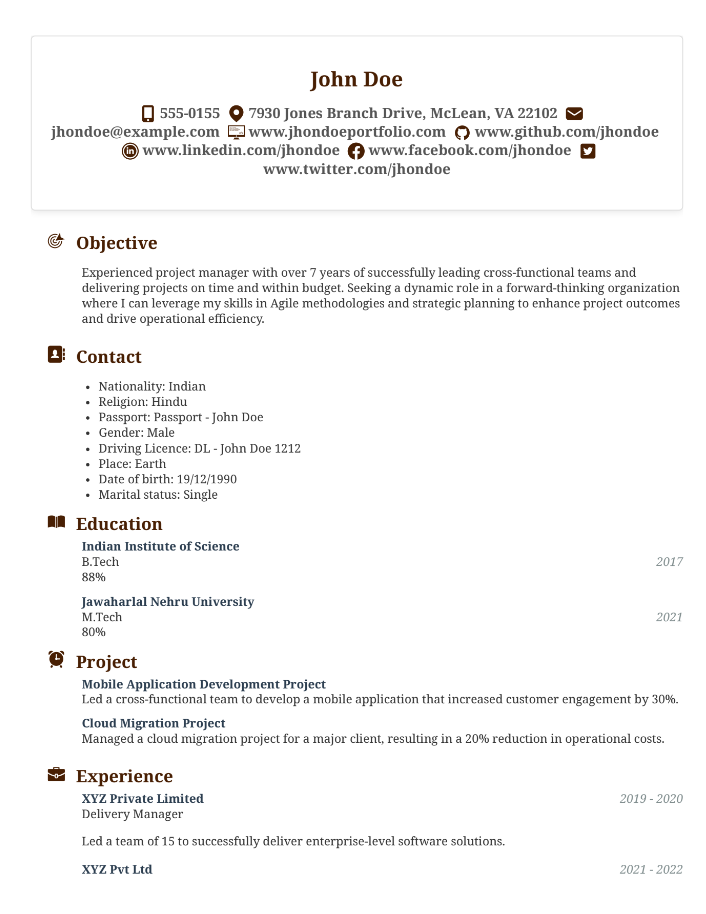 John Doe
555-0155 7930 Jones Branch Drive, McLean, VA 22102
jhondoe@example.com www.jhondoeportfolio.com www.github.com/jhondoe
www.linkedin.com/jhondoe www.facebook.com/jhondoe
www.twitter.com/jhondoe
Objective
Experienced project manager with over 7 years of successfully leading cross-functional teams and
delivering projects on time and within budget. Seeking a dynamic role in a forward-thinking organization
where I can leverage my skills in Agile methodologies and strategic planning to enhance project outcomes
and drive operational efficiency.
Contact
• Nationality: Indian
• Religion: Hindu
• Passport: Passport - John Doe
• Gender: Male
• Driving Licence: DL - John Doe 1212
• Place: Earth
• Date of birth: 19/12/1990
• Marital status: Single
Education
Indian Institute of Science
B.Tech 2017
88%
Jawaharlal Nehru University
M.Tech 2021
80%
Project
Mobile Application Development Project
Led a cross-functional team to develop a mobile application that increased customer engagement by 30%.
Cloud Migration Project
Managed a cloud migration project for a major client, resulting in a 20% reduction in operational costs.
Experience
XYZ Private Limited 2019 - 2020
Delivery Manager
Led a team of 15 to successfully deliver enterprise-level software solutions.
XYZ Pvt Ltd 2021 - 2022